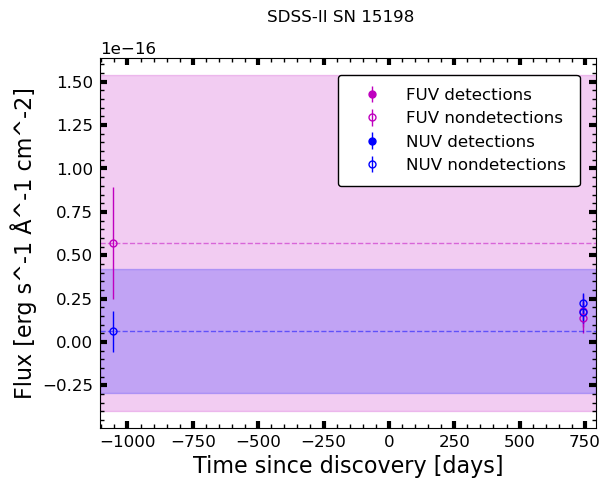 SDSS-II SN 15198
1e−16
FUV detections
FUV nondetections
NUV detections
NUV nondetections
1.50
1.25
1.00
0.75
0.50
0.25
0.00
−0.25
Flux [erg s^-1 Å^-1 cm^-2]
−1000 −750 −500 −250 0 250 500 750
Time since discovery [days]